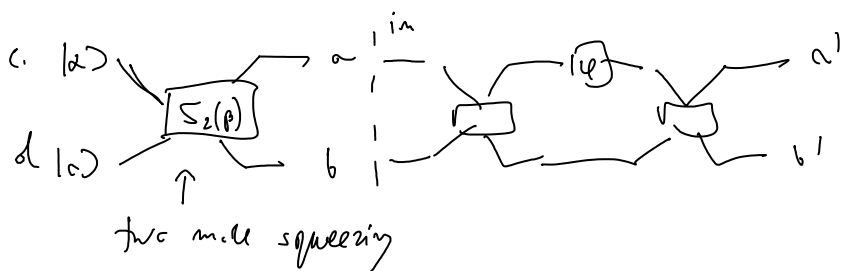 in
c. |α⟩ a φ a'
S₂(β)
d |α⟩ b b'
two mode squeezing